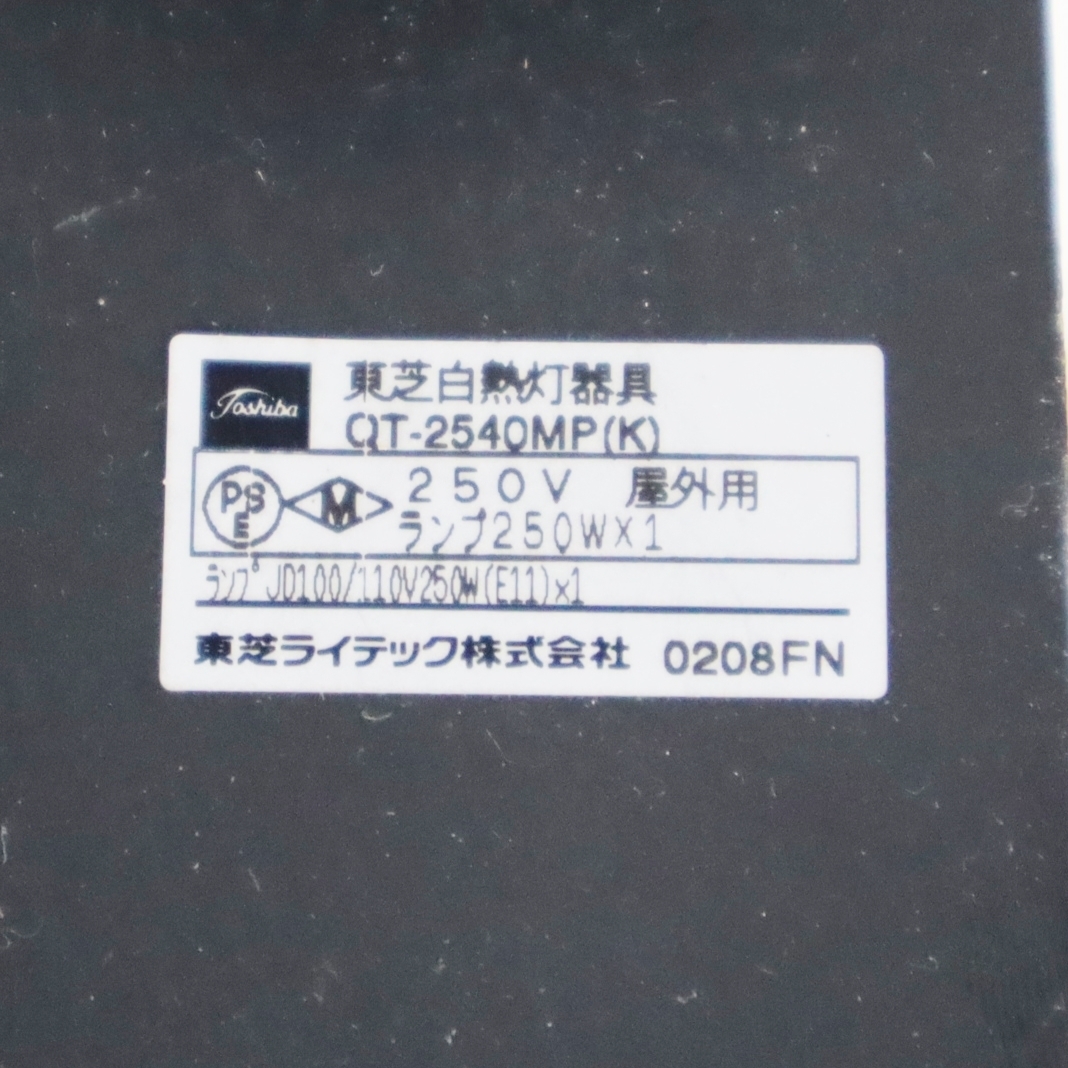 Toshiba
東芝白熱灯器具
QT-2540MP(K)
PS
E
M
250V 屋外用
ランプ250W×1
ランプ JD100/110V250W(E11)×1
東芝ライテック株式会社 0208FN